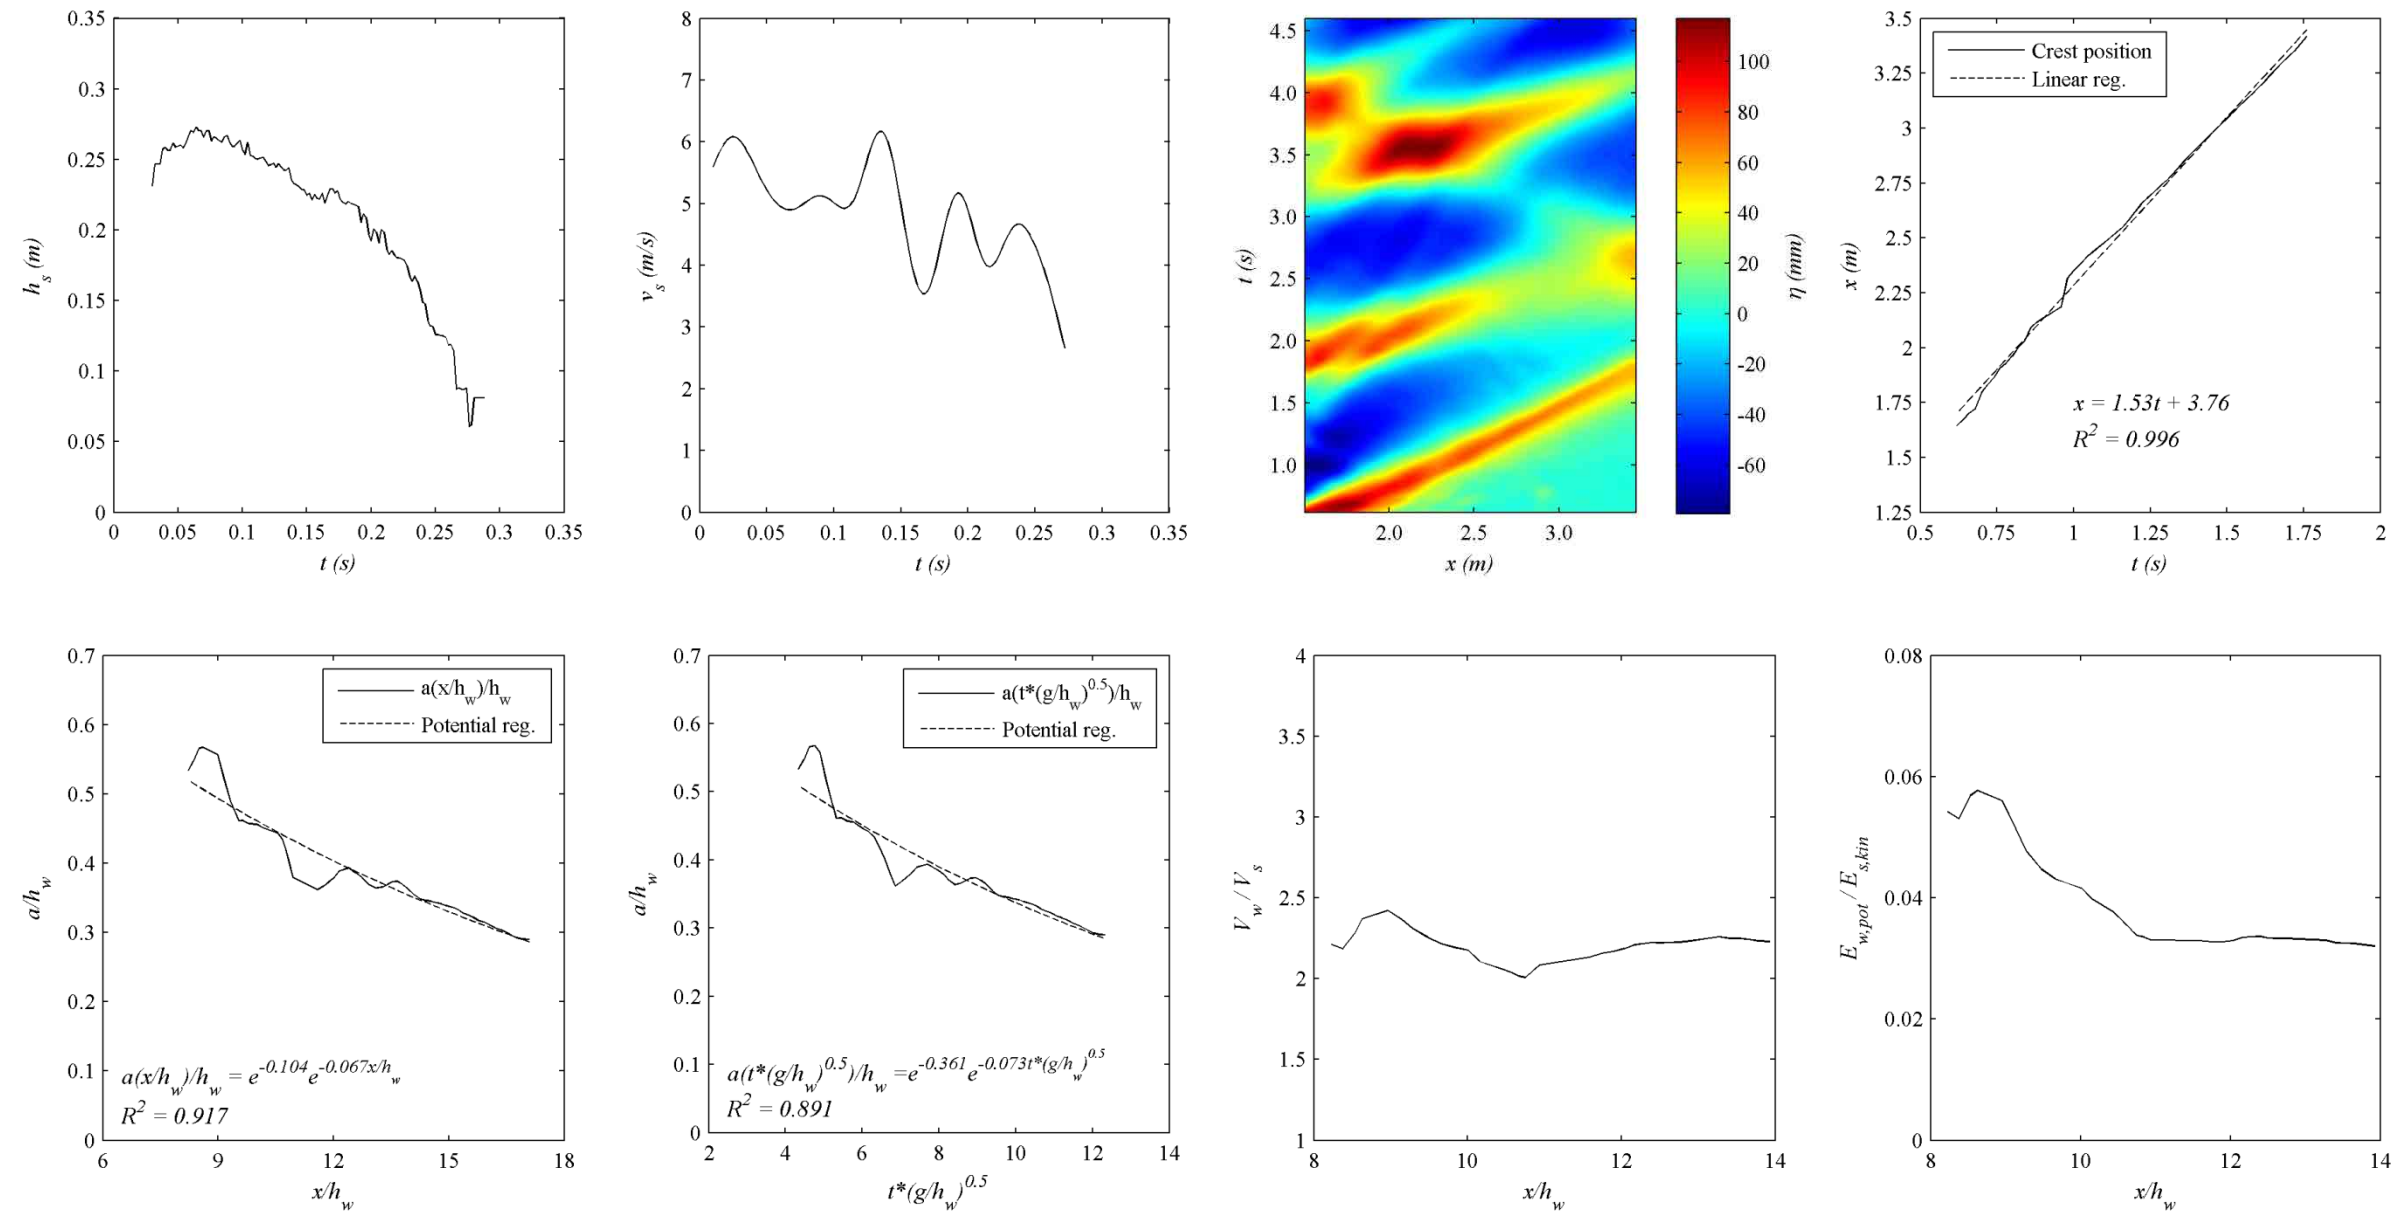 0.35
0.3
0.25
0.2
0.15
0.1
0.05
0
h_s (m)
0 0.05 0.1 0.15 0.2 0.25 0.3 0.35
t (s)
8
7
6
5
4
3
2
1
0
v_s (m/s)
0 0.05 0.1 0.15 0.2 0.25 0.3 0.35
t (s)
4.5
4.0
3.5
3.0
2.5
2.0
1.5
1.0
t (s)
2.0 2.5 3.0
x (m)
100
80
60
40
20
0
-20
-40
-60
η (mm)
3.5
3.25
3
2.75
2.5
2.25
2
1.75
1.5
1.25
x (m)
Crest position
Linear reg.
x = 1.53t + 3.76
R^2 = 0.996
0.5 0.75 1 1.25 1.5 1.75 2
t (s)
0.7
0.6
0.5
0.4
0.3
0.2
0.1
0
a/h_w
a(x/h_w)/h_w
Potential reg.
a(x/h_w)/h_w = e^-0.104 e^-0.067x/h_w
R^2 = 0.917
6 9 12 15 18
x/h_w
0.7
0.6
0.5
0.4
0.3
0.2
0.1
0
a/h_w
a(t*(g/h_w)^0.5)/h_w
Potential reg.
a(t*(g/h_w)^0.5)/h_w =e^-0.361 e^-0.073t*(g/h_w)^0.5
R^2 = 0.891
2 4 6 8 10 12 14
t*(g/h_w)^0.5
4
3.5
3
2.5
2
1.5
1
V_w / V_s
8 10 12 14
x/h_w
0.08
0.06
0.04
0.02
0
E_w,pot / E_s,kin
8 10 12 14
x/h_w